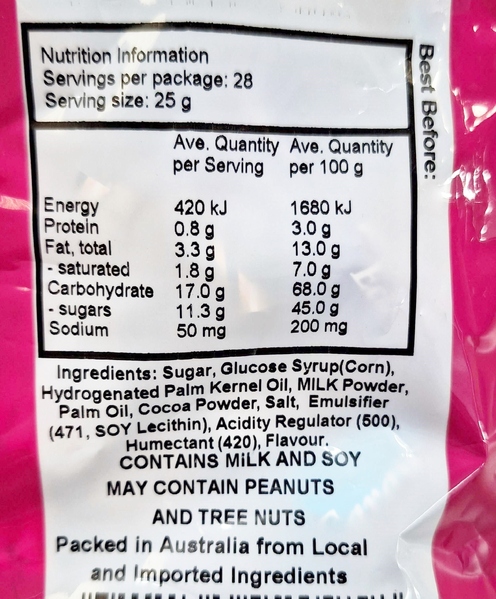 Nutrition Information
Servings per package: 28
Serving size: 25 g
Ave. Quantity per Serving Ave. Quantity per 100 g
Energy 420 kJ 1680 kJ
Protein 0.8 g 3.0 g
Fat, total 3.3 g 13.0 g
- saturated 1.8 g 7.0 g
Carbohydrate 17.0 g 68.0 g
- sugars 11.3 g 45.0 g
Sodium 50 mg 200 mg
Ingredients: Sugar, Glucose Syrup(Corn),
Hydrogenated Palm Kernel Oil, MILK Powder,
Palm Oil, Cocoa Powder, Salt, Emulsifier
(471, SOY Lecithin), Acidity Regulator (500),
Humectant (420), Flavour.
CONTAINS MiLK AND SOY
MAY CONTAIN PEANUTS
AND TREE NUTS
Packed in Australia from Local
and Imported Ingredients
Best Before: